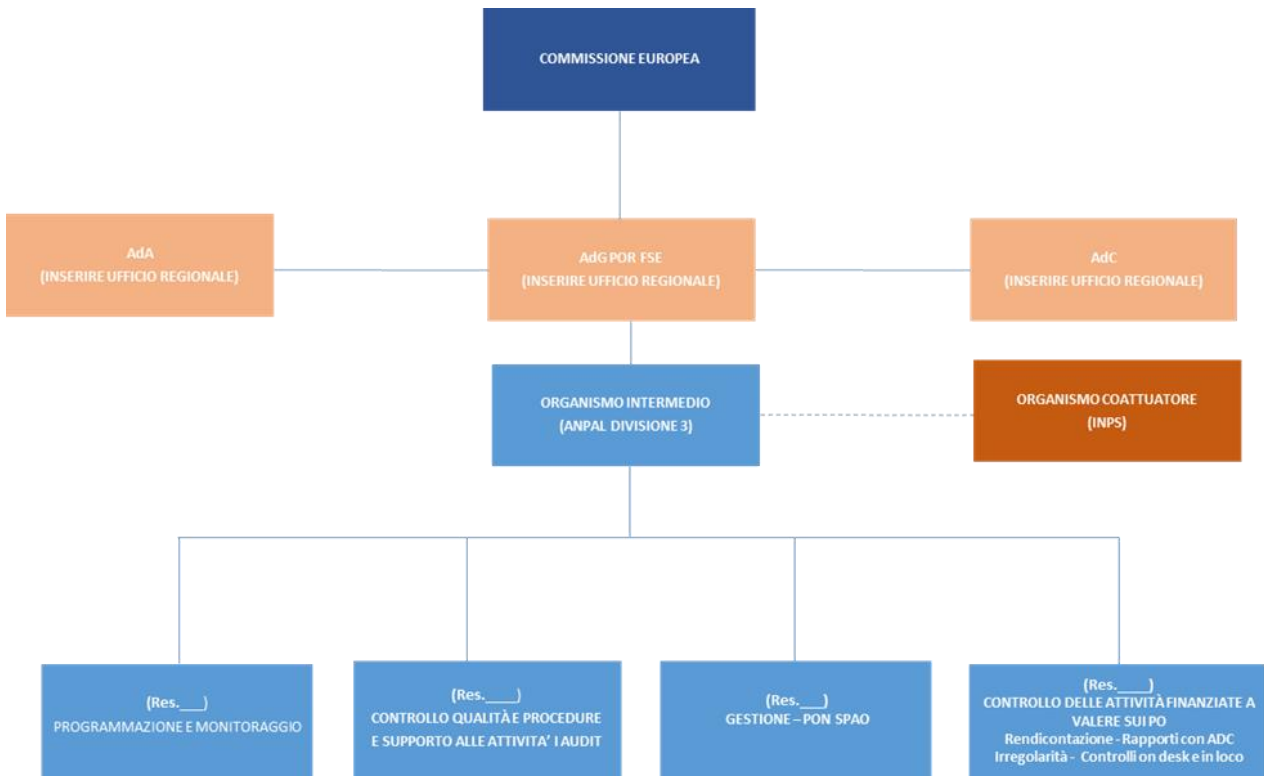 COMMISSIONE EUROPEA
AdA
(INSERIRE UFFICIO REGIONALE)
AdG POR FSE
(INSERIRE UFFICIO REGIONALE)
AdC
(INSERIRE UFFICIO REGIONALE)
ORGANISMO INTERMEDIO
(ANPAL DIVISIONE 3)
ORGANISMO COATTUATORE
(INPS)
(Res.___)
PROGRAMMAZIONE E MONITORAGGIO
(Res.____)
CONTROLLO QUALITÀ E PROCEDURE
E SUPPORTO ALLE ATTIVITA’ I AUDIT
(Res.___)
GESTIONE – PON SPAO
(Res.____)
CONTROLLO DELLE ATTIVITÀ FINANZIATE A
VALERE SUI PO
Rendicontazione - Rapporti con ADC
Irregolarità - Controlli on desk e in loco